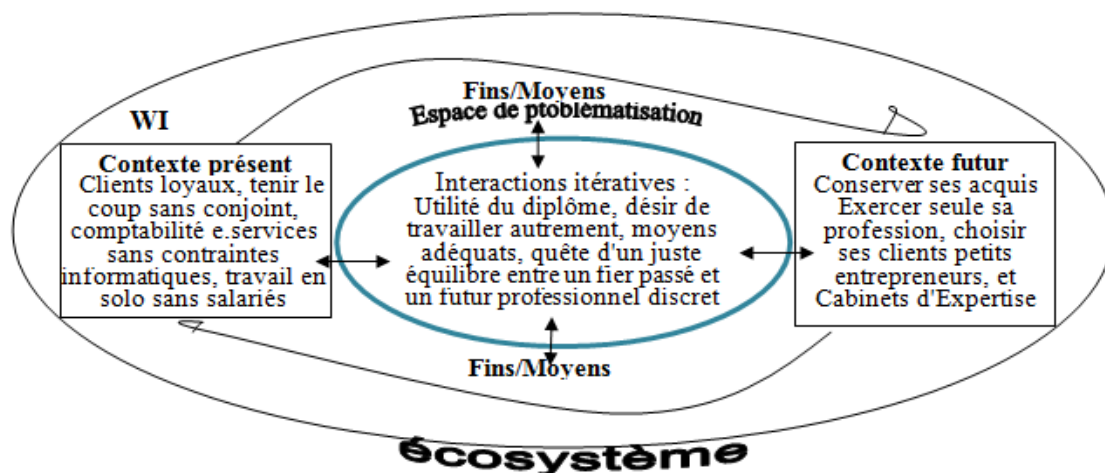 Fins/Moyens
Espace de ptoblématisation
WI
Contexte présent
Clients loyaux, tenir le
coup sans conjoint,
comptabilité e.services
sans contraintes
informatiques, travail en
solo sans salariés
Interactions itératives :
Utilité du diplôme, désir de
travailler autrement, moyens
adéquats, quête d'un juste
équilibre entre un fier passé et
un futur professionnel discret
Contexte futur
Conserver ses acquis
Exercer seule sa
profession, choisir
ses clients petits
entrepreneurs, et
Cabinets d'Expertise
Fins/Moyens
écosystème